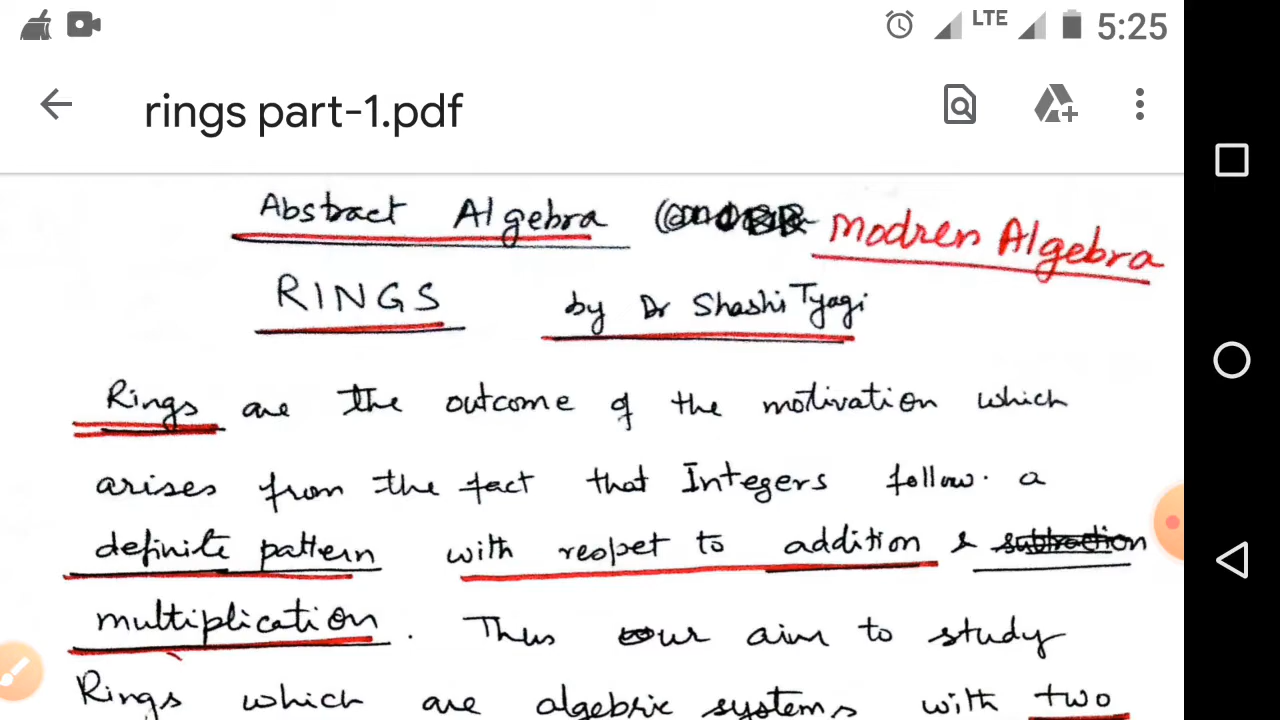 LTE 5:25
rings part-1.pdf
Abstract Algebra ( Modren Algebra
RINGS by Dr Shashi Tyagi
Rings are the outcome of the motivation which
arises from the fact that Integers follow. a
definite pattern with respet to addition & subtraction
multiplication. Thus our aim to study
Rings which are algebric systems with two